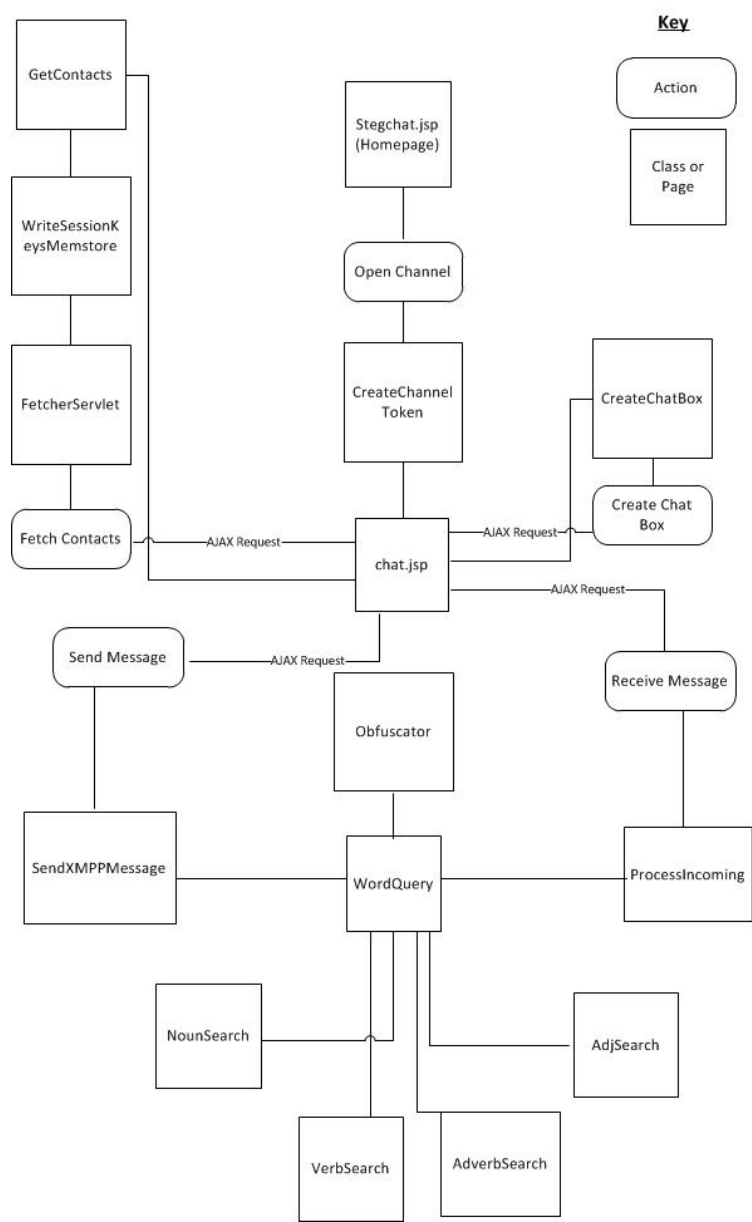 Key
Action
Class or
Page
GetContacts
Stegchat.jsp
(Homepage)
WriteSessionK
eysMemstore
Open Channel
FetcherServlet
CreateChannel
Token
CreateChatBox
Fetch Contacts
AJAX Request
chat.jsp
AJAX Request
Create Chat
Box
AJAX Request
Send Message
AJAX Request
Receive Message
Obfuscator
SendXMPPMessage
WordQuery
ProcessIncoming
NounSearch
AdjSearch
VerbSearch
AdverbSearch